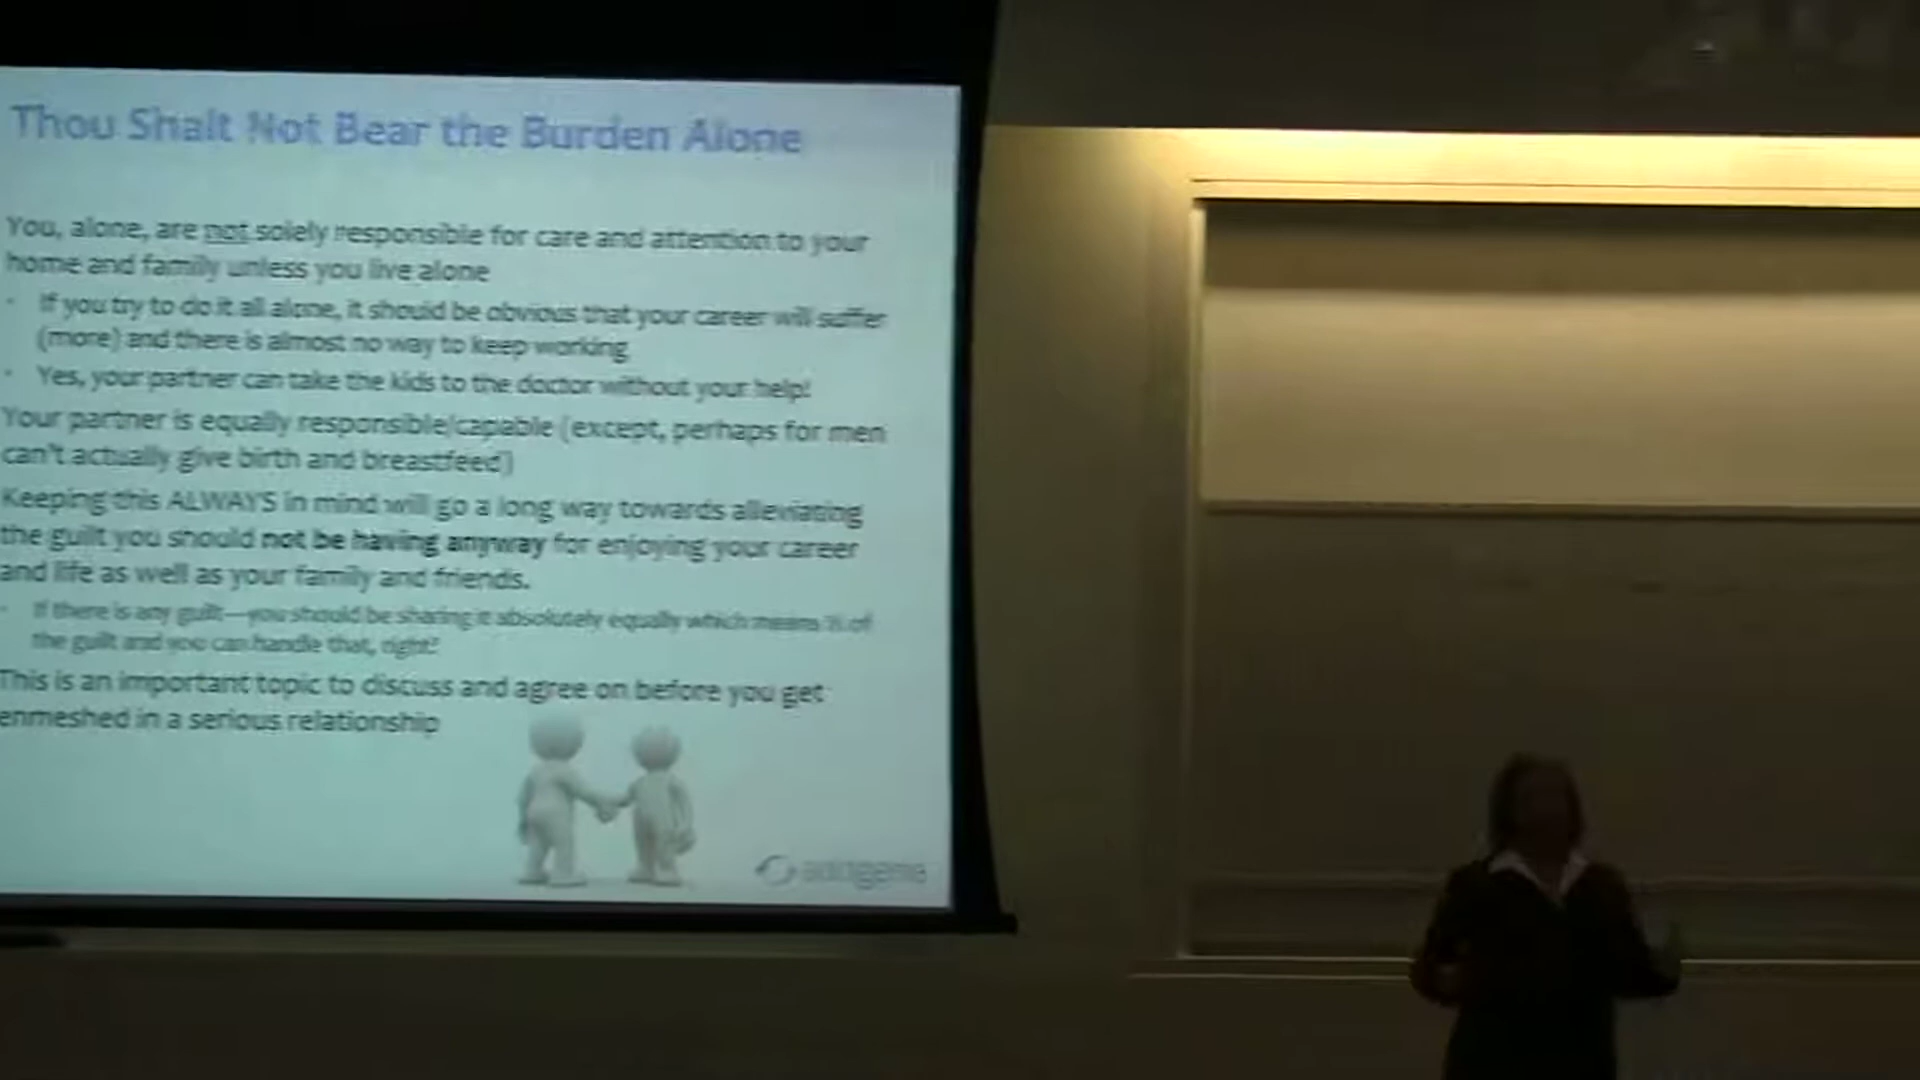 Thou Shalt Not Bear the Burden Alone
You, alone, are not solely responsible for care and attention to your
home and family unless you live alone
· If you try to do it all alone, it should be obvious that your career will suffer
(more) and there is almost no way to keep working
· Yes, your partner can take the kids to the doctor without your help!
Your partner is equally responsible/capable (except, perhaps for men
can't actually give birth and breastfeed)
Keeping this ALWAYS in mind will go a long way towards alleviating
the guilt you should not be having anyway for enjoying your career
and life as well as your family and friends.
· If there is any guilt—you should be sharing it absolutely equally which means ½ of
the guilt and you can handle that, right?
This is an important topic to discuss and agree on before you get
enmeshed in a serious relationship